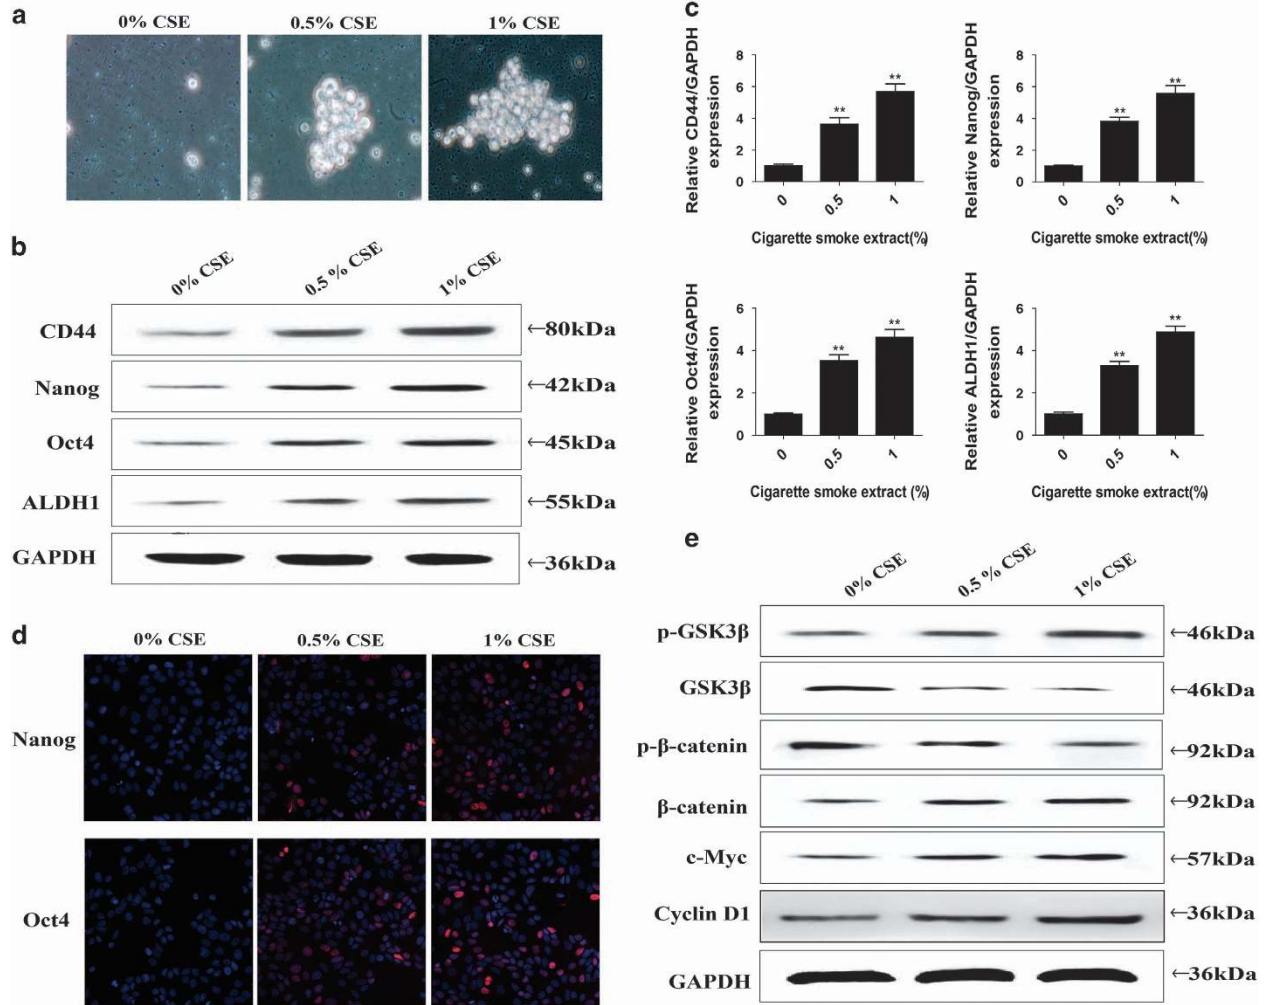 a
0% CSE
0.5% CSE
1% CSE
b
0% CSE
0.5 % CSE
1% CSE
CD44
←80kDa
Nanog
←42kDa
Oct4
←45kDa
ALDH1
←55kDa
GAPDH
←36kDa
c
Relative CD44/GAPDH
expression
8
6
4
2
0
**
**
0
0.5
1
Cigarette smoke extract(%)
Relative Nanog/GAPDH
expression
8
6
4
2
0
**
**
0
0.5
1
Cigarette smoke extract(%)
Relative Oct4/GAPDH
expression
6
4
2
0
**
**
0
0.5
1
Cigarette smoke extract (%)
Relative ALDH1/GAPDH
expression
6
4
2
0
**
**
0
0.5
1
Cigarette smoke extract(%)
d
0% CSE
0.5% CSE
1% CSE
Nanog
Oct4
e
0% CSE
0.5 % CSE
1% CSE
p-GSK3β
←46kDa
GSK3β
←46kDa
p-β-catenin
←92kDa
β-catenin
←92kDa
c-Myc
←57kDa
Cyclin D1
←36kDa
GAPDH
←36kDa